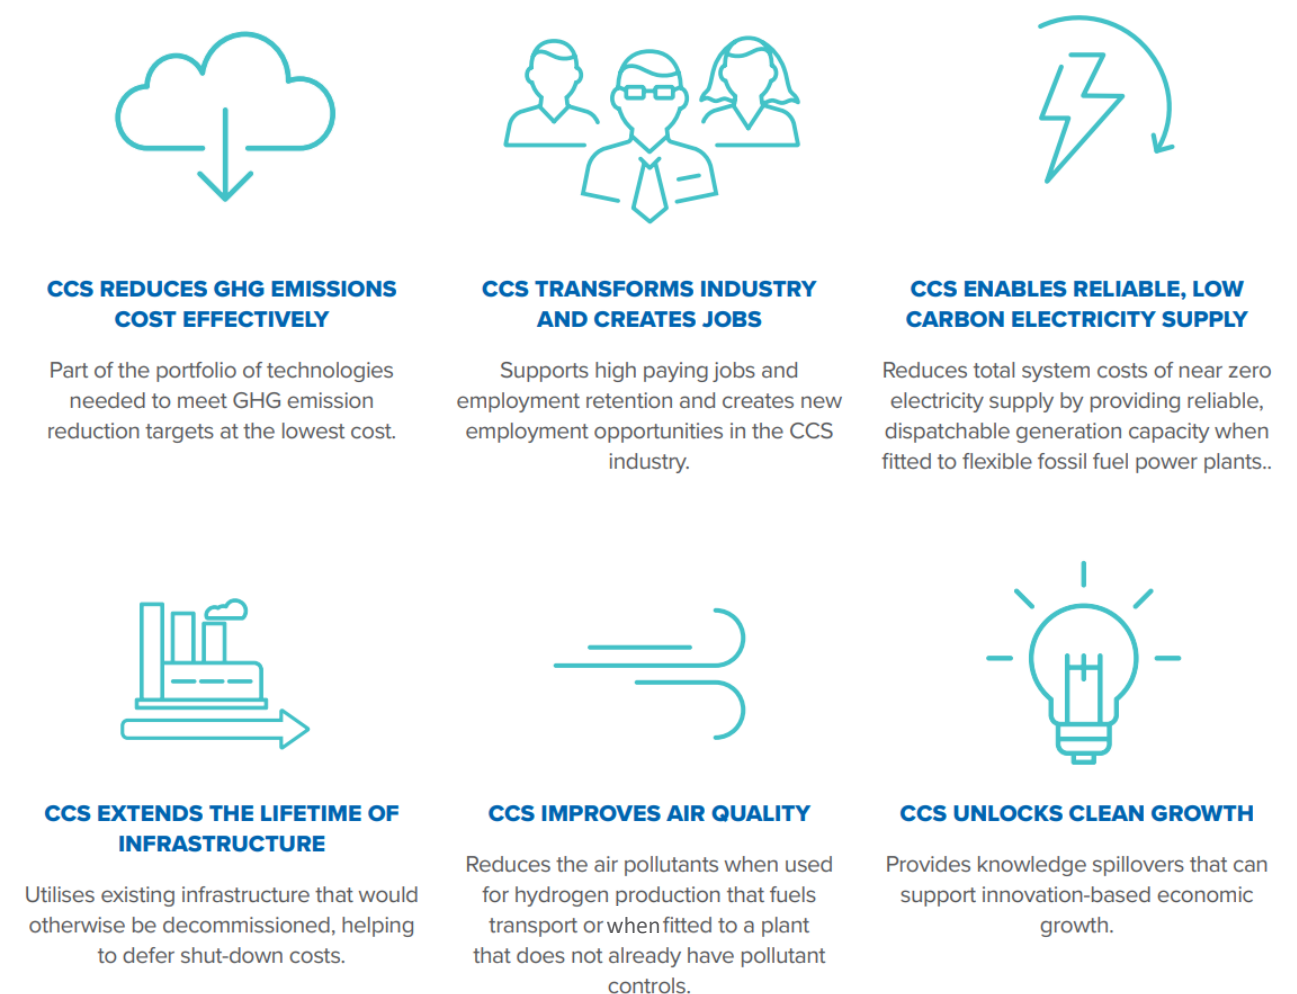 CCS REDUCES GHG EMISSIONS
COST EFFECTIVELY
Part of the portfolio of technologies
needed to meet GHG emission
reduction targets at the lowest cost.
CCS TRANSFORMS INDUSTRY
AND CREATES JOBS
Supports high paying jobs and
employment retention and creates new
employment opportunities in the CCS
industry.
CCS ENABLES RELIABLE, LOW
CARBON ELECTRICITY SUPPLY
Reduces total system costs of near zero
electricity supply by providing reliable,
dispatchable generation capacity when
fitted to flexible fossil fuel power plants..
CCS EXTENDS THE LIFETIME OF
INFRASTRUCTURE
Utilises existing infrastructure that would
otherwise be decommissioned, helping
to defer shut-down costs.
CCS IMPROVES AIR QUALITY
Reduces the air pollutants when used
for hydrogen production that fuels
transport or when fitted to a plant
that does not already have pollutant
controls.
CCS UNLOCKS CLEAN GROWTH
Provides knowledge spillovers that can
support innovation-based economic
growth.